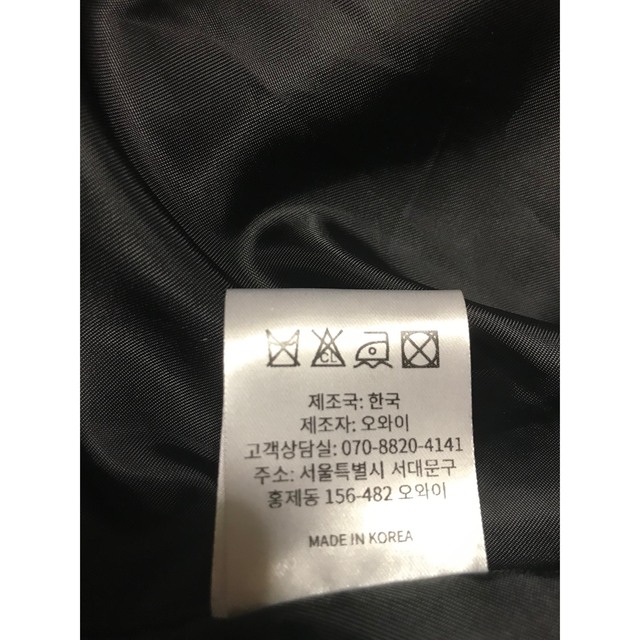 CL
제조국: 한국
제조자: 오와이
고객상담실: 070-8820-4141
주소: 서울특별시 서대문구
홍제동 156-482 오와이
MADE IN KOREA